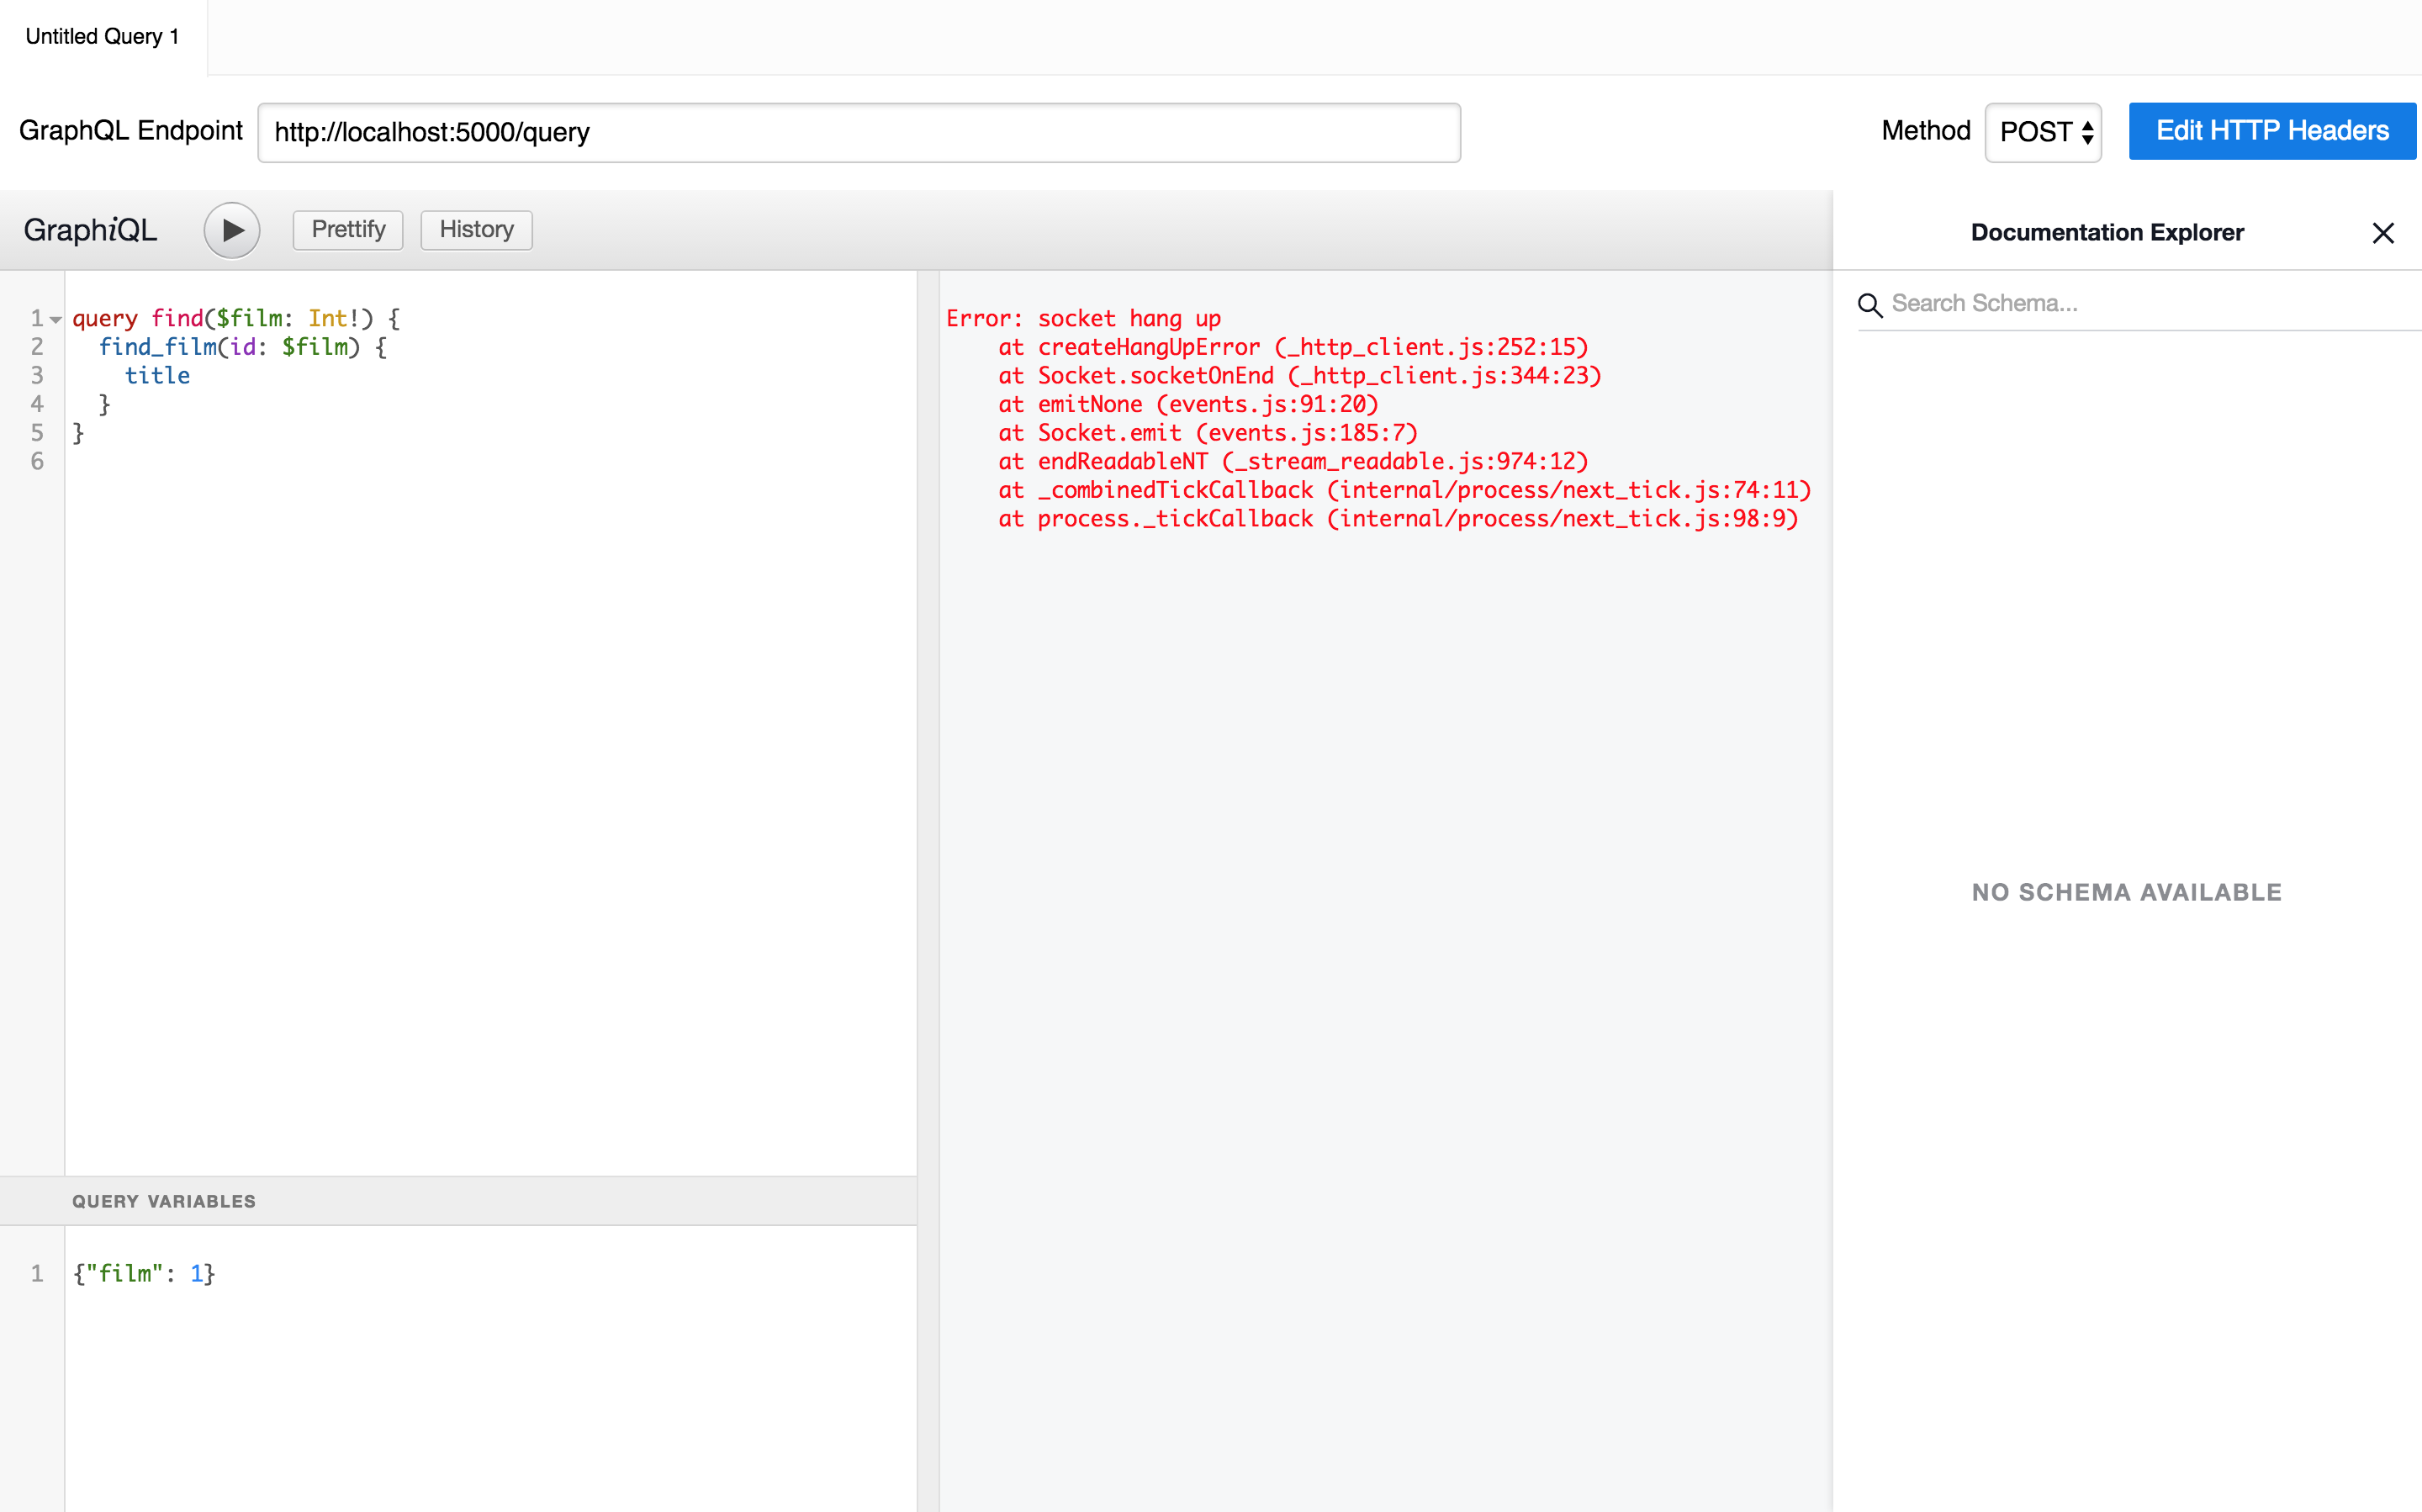 Untitled Query 1
GraphQL Endpoint http://localhost:5000/query Method POST Edit HTTP Headers
GraphiQL Prettify History
Documentation Explorer
Search Schema...
NO SCHEMA AVAILABLE
1 query find($film: Int!) {
2   find_film(id: $film) {
3     title
4   }
5 }
6
QUERY VARIABLES
1 {"film": 1}
Error: socket hang up
    at createHangUpError (_http_client.js:252:15)
    at Socket.socketOnEnd (_http_client.js:344:23)
    at emitNone (events.js:91:20)
    at Socket.emit (events.js:185:7)
    at endReadableNT (_stream_readable.js:974:12)
    at _combinedTickCallback (internal/process/next_tick.js:74:11)
    at process._tickCallback (internal/process/next_tick.js:98:9)